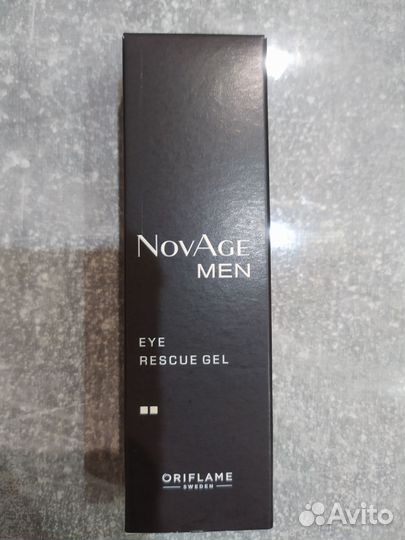 NOVAGE
MEN
EYE
RESCUE GEL
ORIFLAME
SWEDEN
Avito